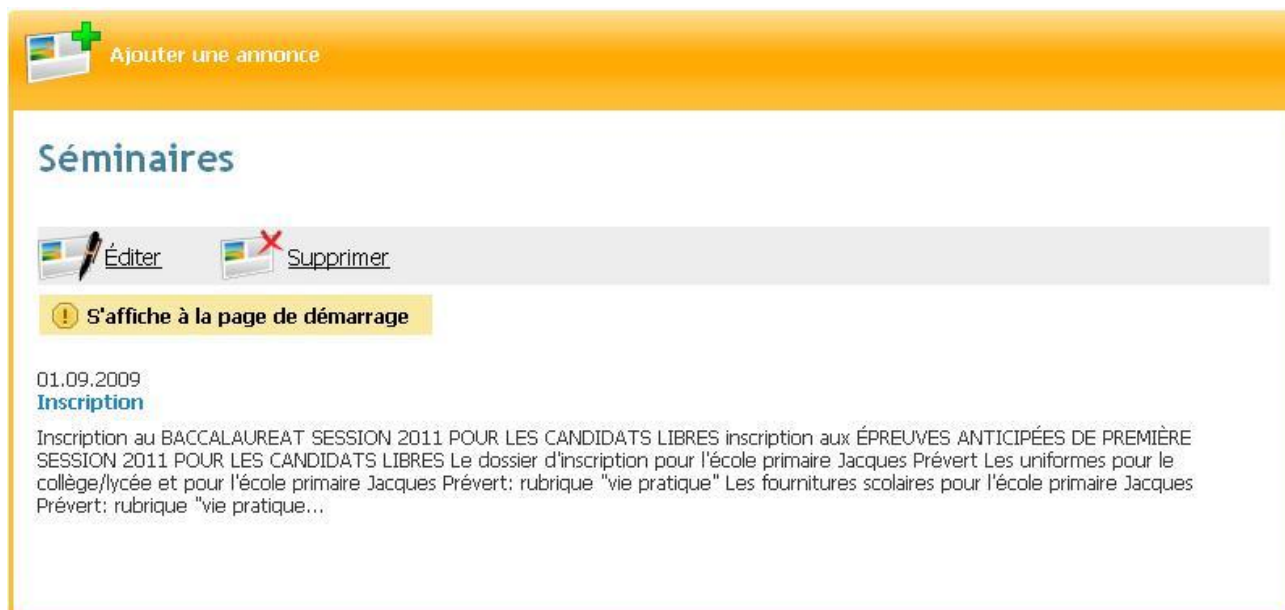 Ajouter une annonce
Séminaires
Éditer
Supprimer
S'affiche à la page de démarrage
01.09.2009
Inscription
Inscription au BACCALAUREAT SESSION 2011 POUR LES CANDIDATS LIBRES inscription aux ÉPREUVES ANTICIPÉES DE PREMIÈRE
SESSION 2011 POUR LES CANDIDATS LIBRES Le dossier d'inscription pour l'école primaire Jacques Prévert Les uniformes pour le
collège/lycée et pour l'école primaire Jacques Prévert: rubrique "vie pratique" Les fournitures scolaires pour l'école primaire Jacques
Prévert: rubrique "vie pratique...